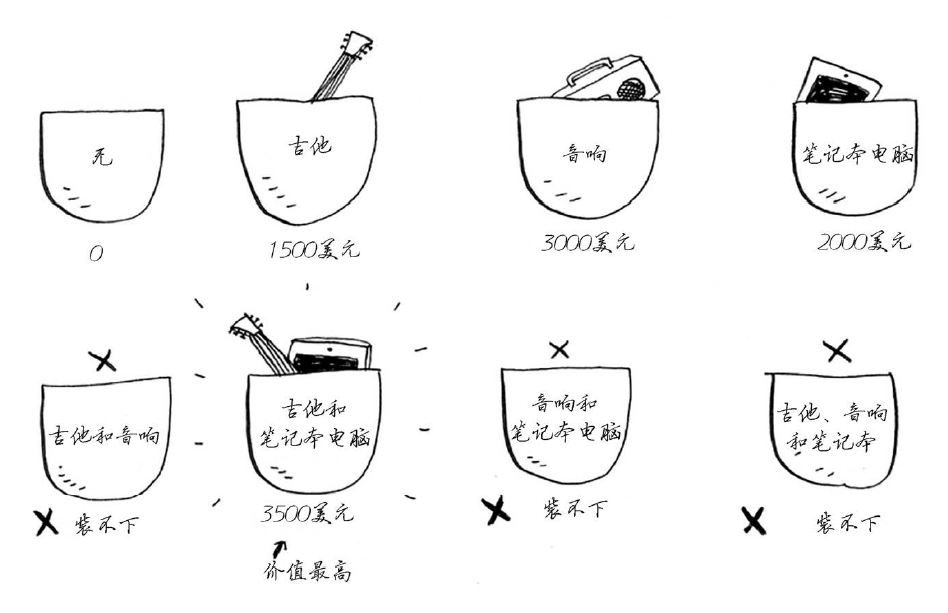 无
吉他
音响
笔记本电脑
0
1500美元
3000美元
2000美元
吉他和音响
吉他和
笔记本电脑
音响和
笔记本电脑
吉他、音响
和笔记本
装不下
3500美元
装不下
装不下
价值最高